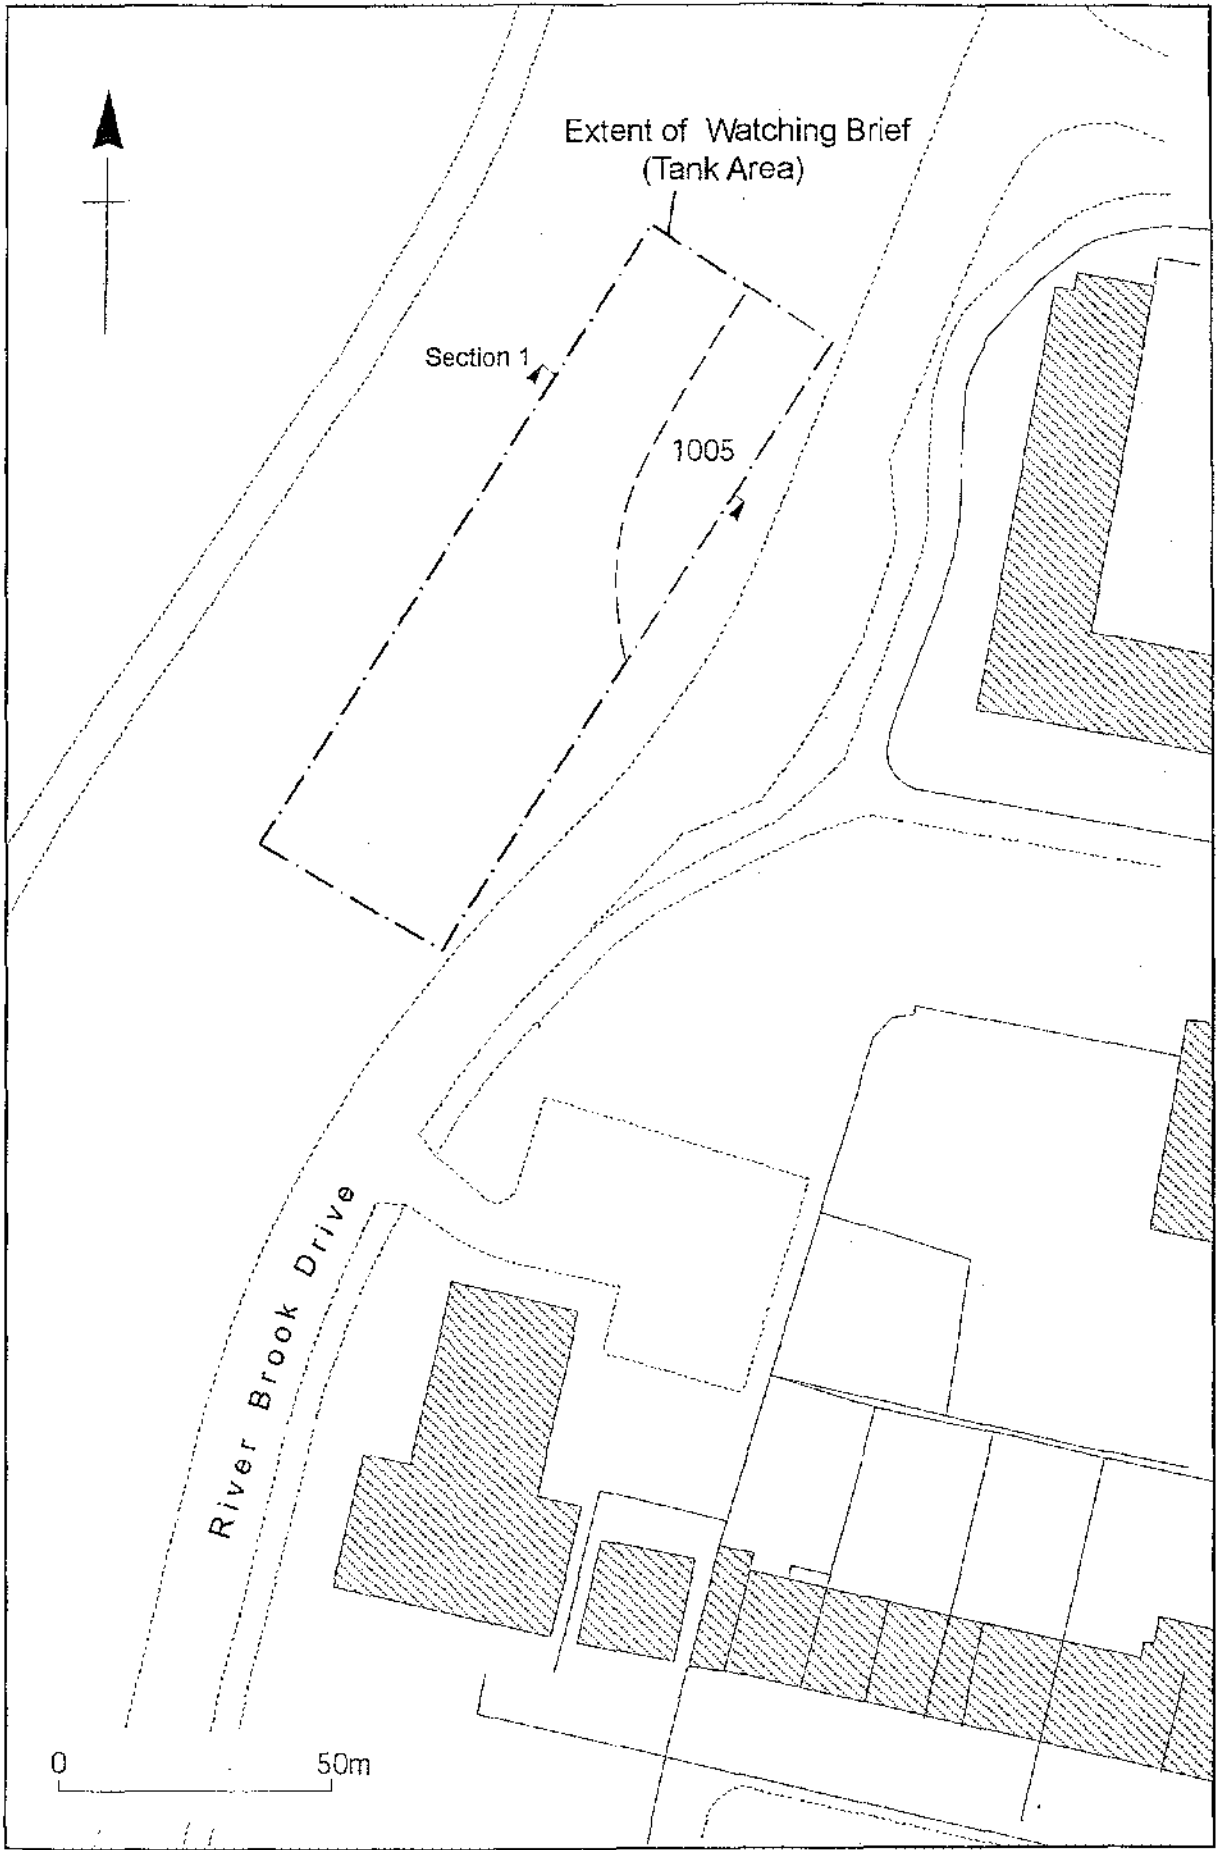 Extent of Watching Brief
(Tank Area)
Section 1
1005
River Brook Drive
0 50m